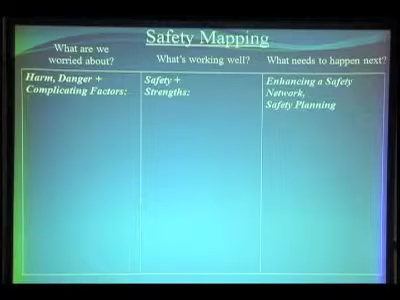 Safety Mapping
What are we
worried about?
What's working well?
What needs to happen next?
Harm, Danger +
Complicating Factors:
Safety +
Strengths:
Enhancing a Safety
Network,
Safety Planning